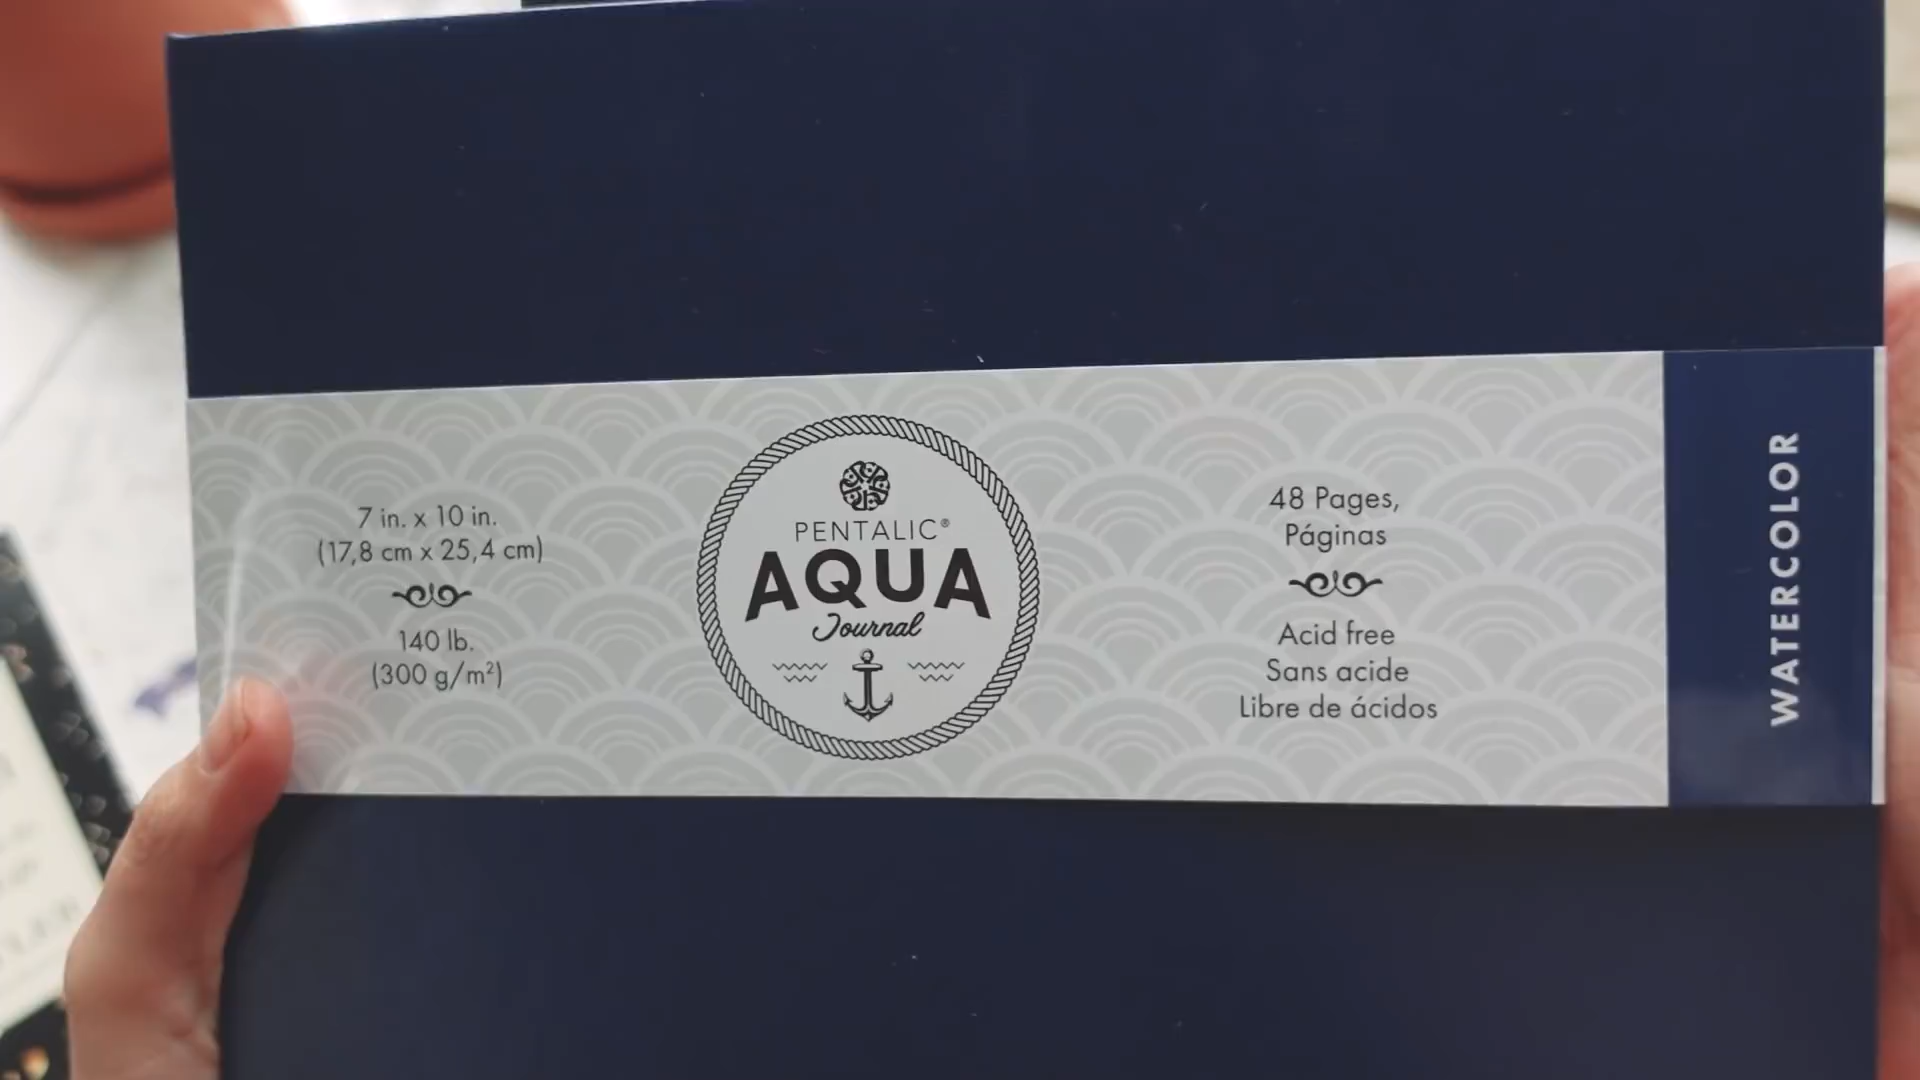 7 in. x 10 in.
(17,8 cm x 25,4 cm)
140 lb.
(300 g/m²)
PENTALIC®
AQUA
Journal
48 Pages,
Páginas
Acid free
Sans acide
Libre de ácidos
WATERCOLOR